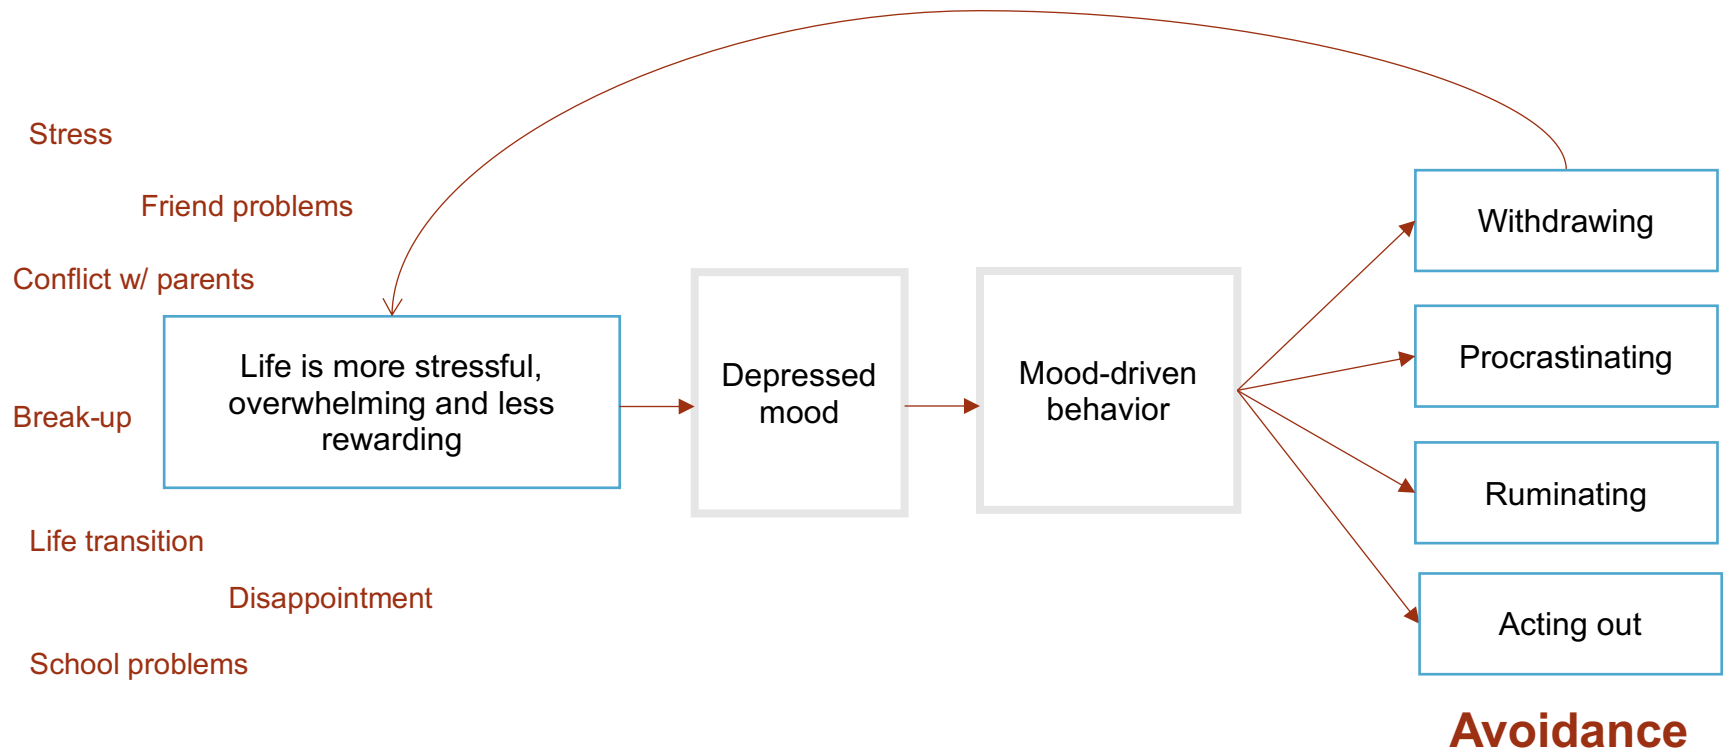 Stress
Friend problems
Conflict w/ parents
Break-up
Life is more stressful,
overwhelming and less
rewarding
Life transition
Disappointment
School problems
Depressed
mood
Mood-driven
behavior
Withdrawing
Procrastinating
Ruminating
Acting out
Avoidance